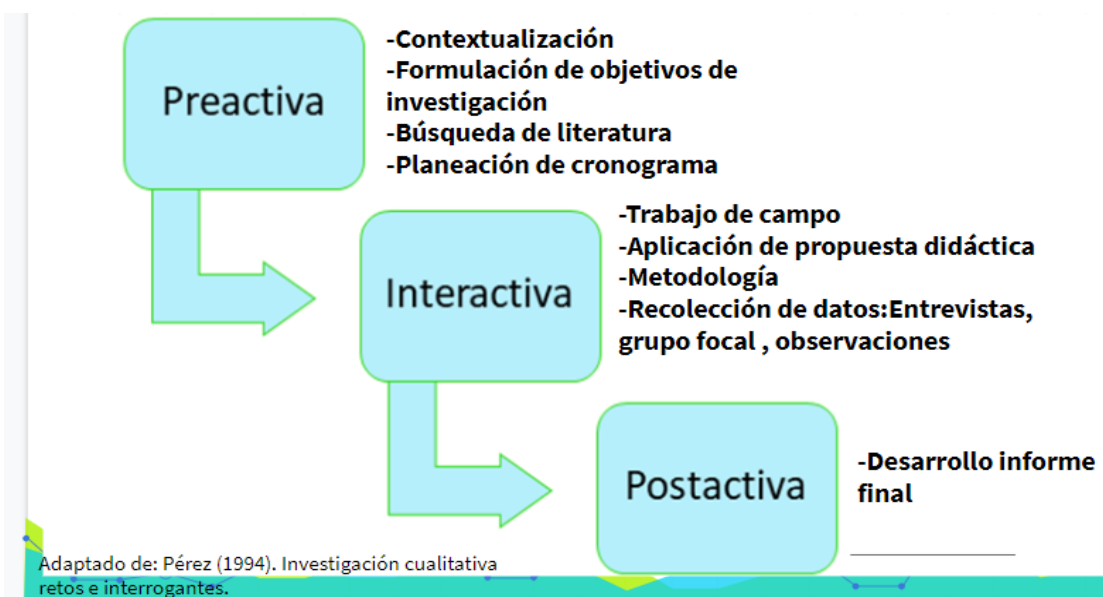 Preactiva
-Contextualización
-Formulación de objetivos de
investigación
-Búsqueda de literatura
-Planeación de cronograma
Interactiva
-Trabajo de campo
-Aplicación de propuesta didáctica
-Metodología
-Recolección de datos:Entrevistas,
grupo focal , observaciones
Postactiva
-Desarrollo informe
final
Adaptado de: Pérez (1994). Investigación cualitativa
retos e interrogantes.